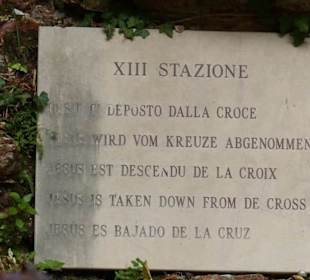 XIII STAZIONE
DEPOSTO DALLA CROCE
WIRD VOM KREUZE ABGENOMMEN
JESUS EST DESCENDU DE LA CROIX
JESUS IS TAKEN DOWN FROM DE CROSS
JESUS ES BAJADO DE LA CRUZ